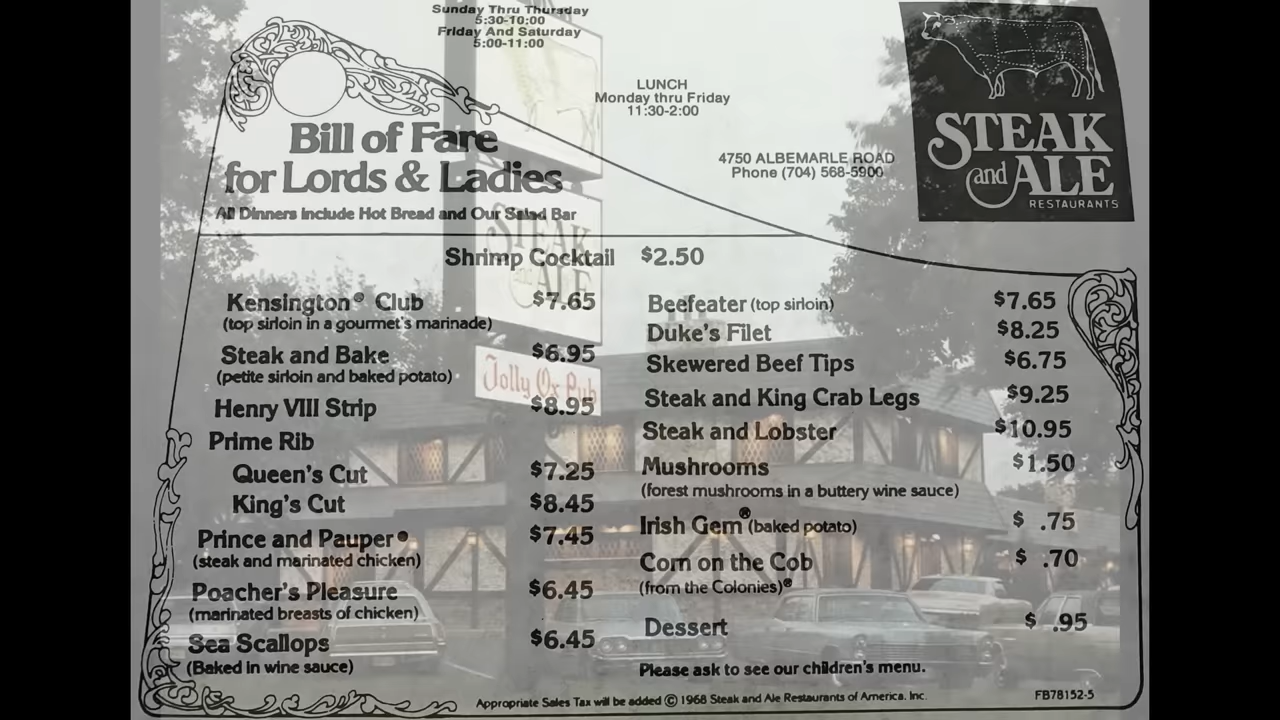 Sunday Thru Thursday
5:30-10:00
Friday And Saturday
5:00-11:00
LUNCH
Monday thru Friday
11:30-2:00
4750 ALBEMARLE ROAD
Phone (704) 568-5900
STEAK
and ALE
RESTAURANTS
Bill of Fare
for Lords & Ladies
All Dinners Include Hot Bread and Our Salad Bar
STEAK
and
ALE
Jolly Ox Pub
Shrimp Cocktail $2.50
Kensington® Club $7.65
(top sirloin in a gourmet's marinade)
Steak and Bake $6.95
(petite sirloin and baked potato)
Henry VIII Strip $8.95
Prime Rib
Queen's Cut $7.25
King's Cut $8.45
Prince and Pauper® $7.45
(steak and marinated chicken)
Poacher's Pleasure $6.45
(marinated breasts of chicken)
Sea Scallops $6.45
(Baked in wine sauce)
Beefeater (top sirloin) $7.65
Duke's Filet $8.25
Skewered Beef Tips $6.75
Steak and King Crab Legs $9.25
Steak and Lobster $10.95
Mushrooms $1.50
(forest mushrooms in a buttery wine sauce)
Irish Gem® (baked potato) $ .75
Corn on the Cob $ .70
(from the Colonies)®
Dessert $ .95
Please ask to see our children's menu.
Appropriate Sales Tax will be added © 1968 Steak and Ale Restaurants of America. Inc.
FB78152-5